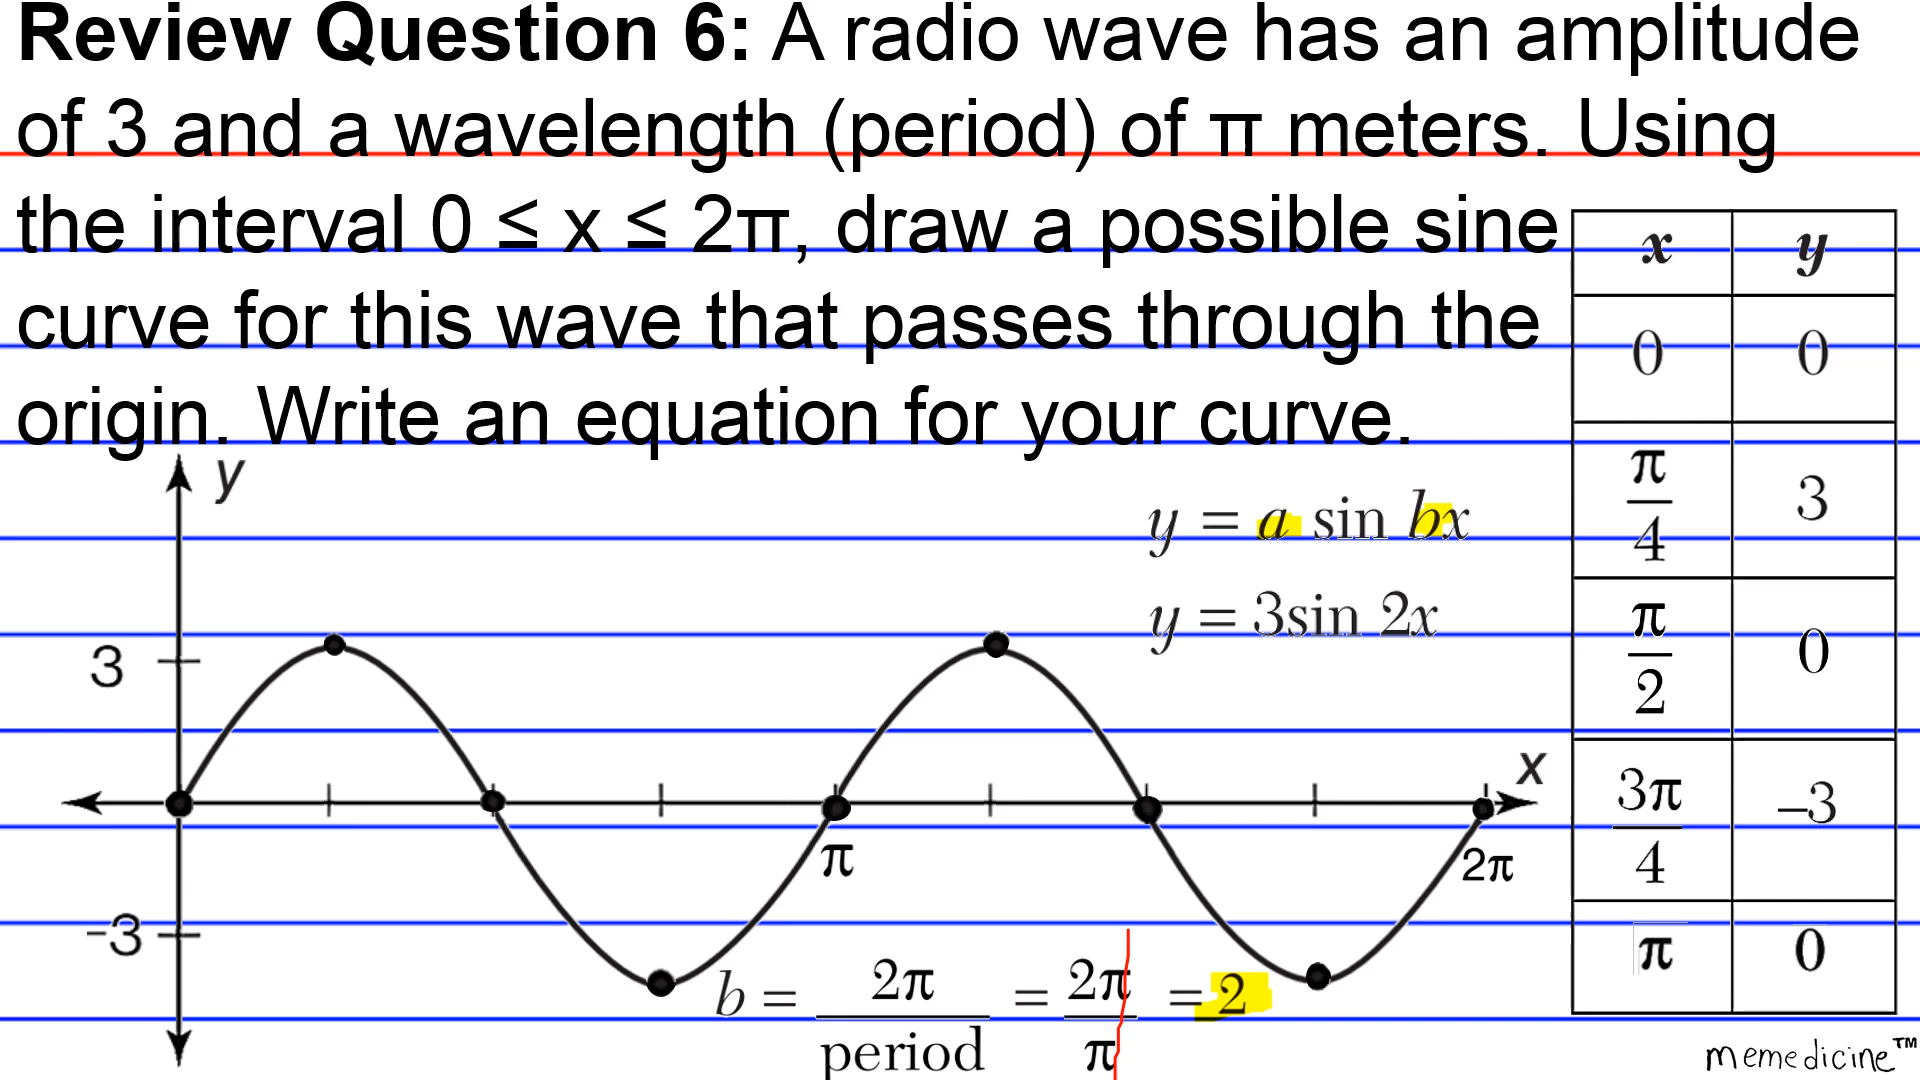 Review Question 6: A radio wave has an amplitude
of 3 and a wavelength (period) of π meters. Using
the interval 0 ≤ x ≤ 2π, draw a possible sine
curve for this wave that passes through the
origin. Write an equation for your curve.
x y
0 0
π/4 3
π/2 0
3π/4 –3
π 0
y
y = a sin bx
y = 3sin 2x
3
x
π
2π
-3
b = 2π/period = 2π/π = 2
memedicine™